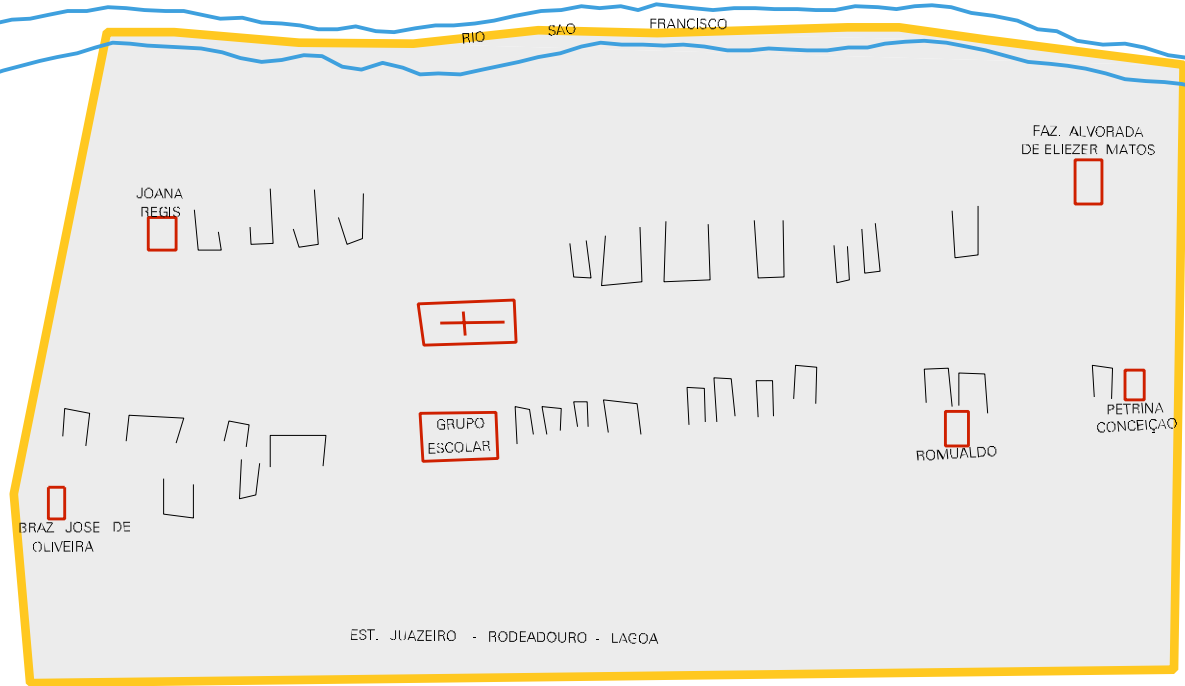 RIO SAO FRANCISCO
FAZ. ALVORADA
DE ELIEZER MATOS
JOANA
REGIS
GRUPO
ESCOLAR
PETRINA
CONCEIÇAO
ROMUALDO
BRAZ JOSE DE
OLIVEIRA
EST. JUAZEIRO - RODEADOURO - LAGOA